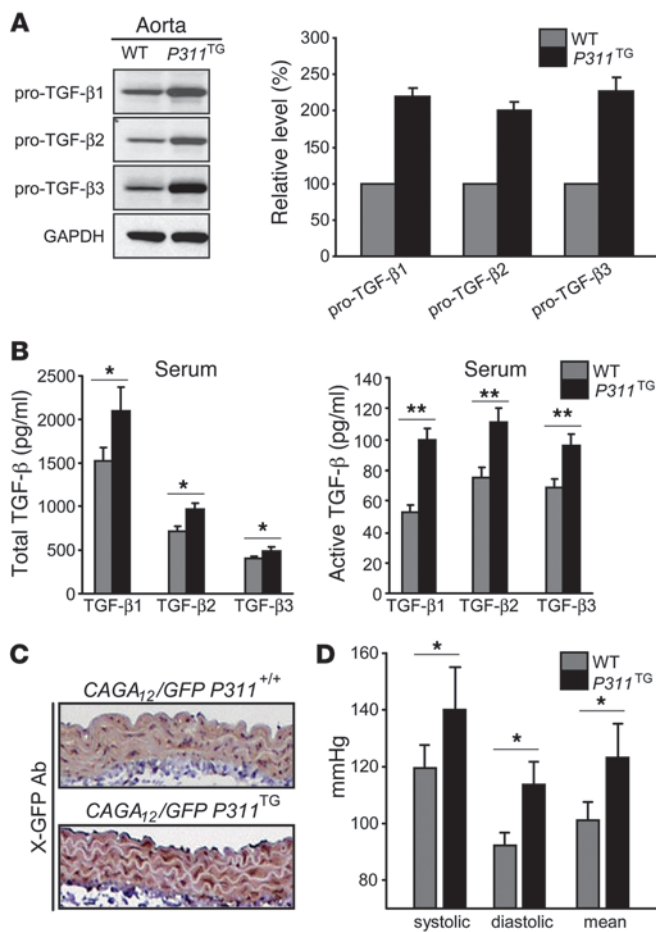 A
Aorta
WT P311TG
pro-TGF-β1
pro-TGF-β2
pro-TGF-β3
GAPDH
WT
P311TG
Relative level (%)
300
250
200
150
100
50
0
pro-TGF-β1
pro-TGF-β2
pro-TGF-β3
B
Serum
Total TGF-β (pg/ml)
2500
*
2000
1500
*
1000
*
500
0
TGF-β1 TGF-β2 TGF-β3
Serum
WT
P311TG
Active TGF-β (pg/ml)
140
** ** **
120
100
80
60
40
20
0
TGF-β1 TGF-β2 TGF-β3
C
X-GFP Ab
CAGA12/GFP P311+/+
CAGA12/GFP P311TG
D
WT
P311TG
mmHg
160
* * *
140
120
100
80
systolic diastolic mean